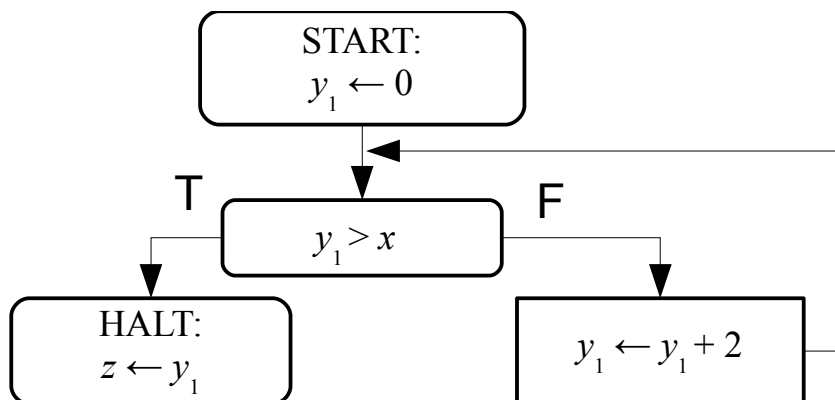 START:
y₁ ← 0
T
F
y₁ > x
HALT:
z ← y₁
y₁ ← y₁ + 2